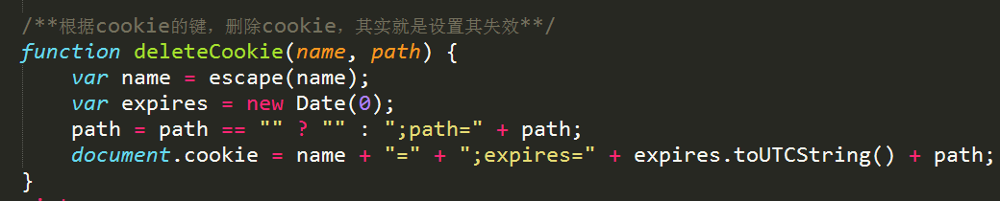 /**根据cookie的键，删除cookie，其实就是设置其失效**/
function deleteCookie(name, path) {
    var name = escape(name);
    var expires = new Date(0);
    path = path == "" ? "" : ";path=" + path;
    document.cookie = name + "=" + ";expires=" + expires.toUTCString() + path;
}